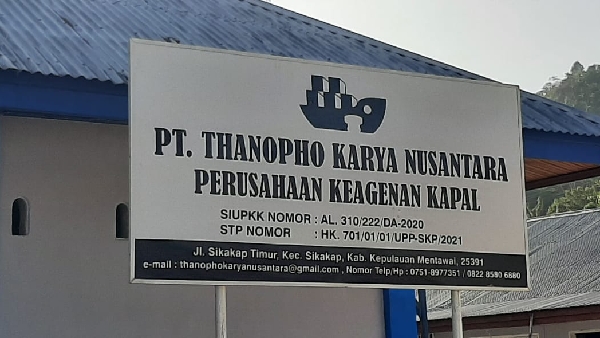 PT. THANOPHO KARYA NUSANTARA
PERUSAHAAN KEAGENAN KAPAL
SIUPKK NOMOR : AL. 310/222/DA-2020
STP NOMOR : HK. 701/01/01/UPP-SKP/2021
Jl. Sikakap Timur, Kec. Sikakap, Kab. Kepulauan Mentawai, 25391
e-mail : thanophokaryanusantara@gmail.com , Nomor Telp/Hp : 0751-8977351 / 0822 8580 6680